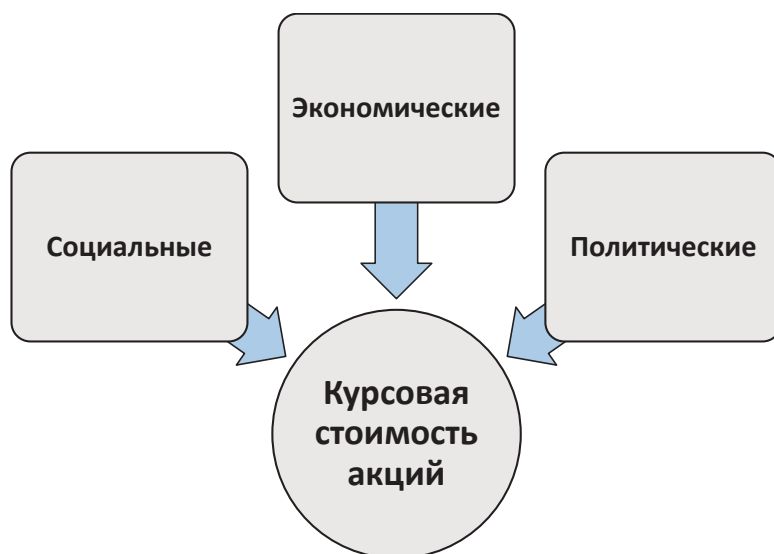 Экономические
Социальные
Политические
Курсовая
стоимость
акций